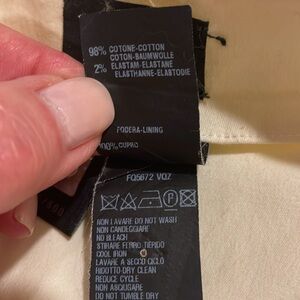 98% COTONE-COTTON
COTON-BAUMWOLLE
2% ELASTAM-ELASTANE
ELASTHANNE-ELASTODIE
FODERA-LINING
100% CUPRO
FQ5672 VQZ
P
NON LAVARE DO NOT WASH
NON CANDEGGIARE
NO BLEACH
STIRARE FERRO TIEPIDO
COOL IRON
LAVARE A SECCO CICLO
RIDOTTO DRY CLEAN
REDUCE CYCLE
NON ASCIUGARE
DO NOT TUMBLE DRY